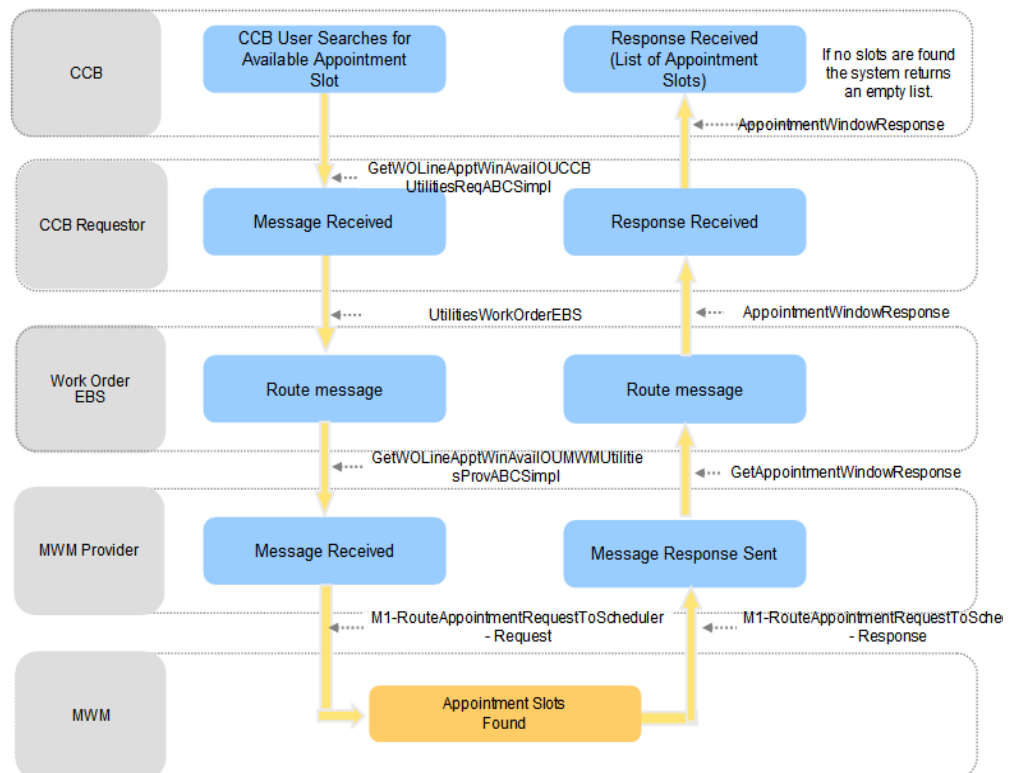 CCB
CCB User Searches for
Available Appointment
Slot
Response Received
(List of Appointment
Slots)
If no slots are found
the system returns
an empty list.
AppointmentWindowResponse
GetWOLineApptWinAvailOUCCB
UtilitiesReqABCSimpl
CCB Requestor
Message Received
Response Received
UtilitiesWorkOrderEBS
AppointmentWindowResponse
Work Order
EBS
Route message
Route message
GetWOLineApptWinAvailOUMWMUtilitie
sProvABCSimpl
GetAppointmentWindowResponse
MWM Provider
Message Received
Message Response Sent
M1-RouteAppointmentRequestToScheduler
- Request
M1-RouteAppointmentRequestToSche
- Response
MWM
Appointment Slots
Found